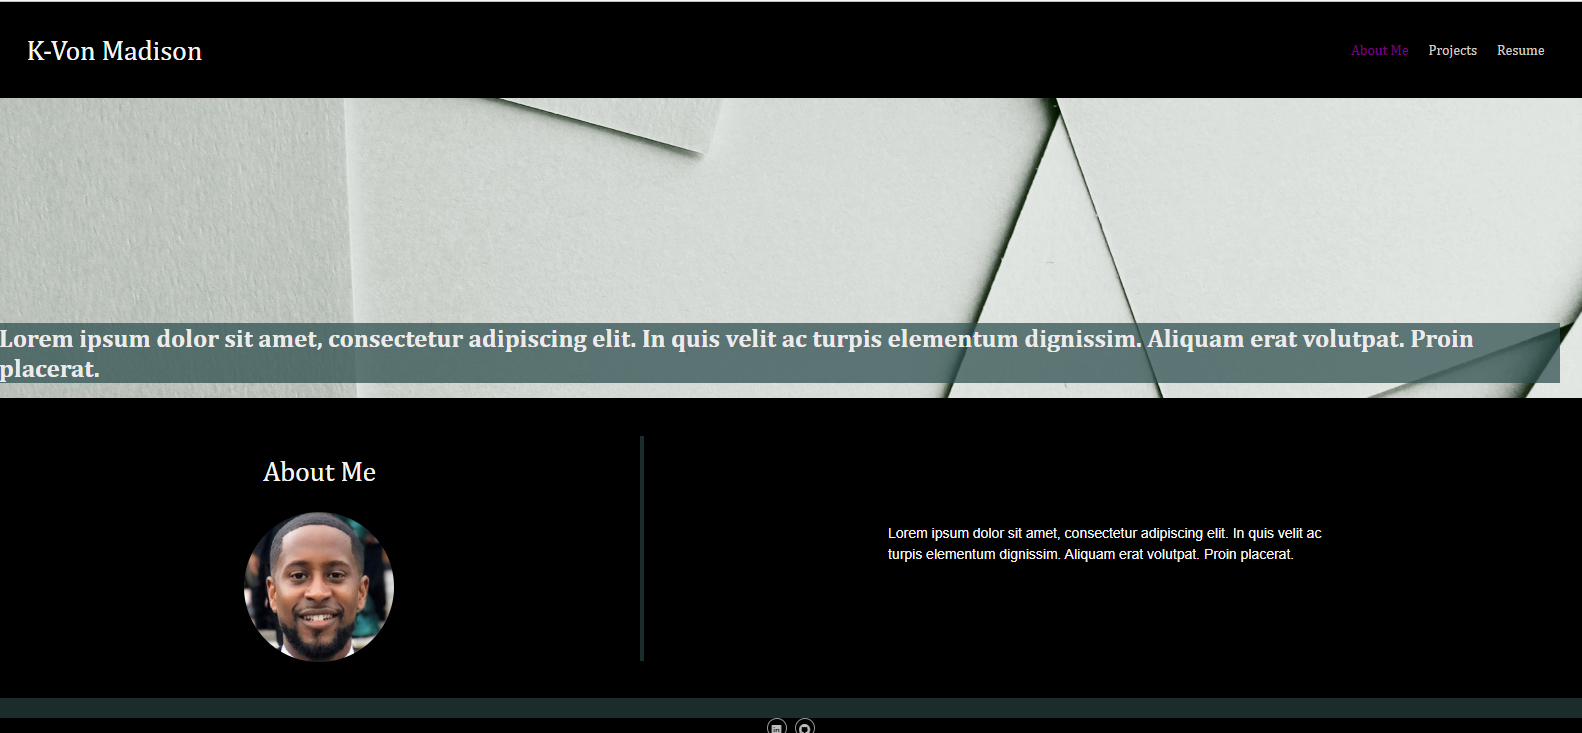 K-Von Madison
About Me Projects Resume
Lorem ipsum dolor sit amet, consectetur adipiscing elit. In quis velit ac turpis elementum dignissim. Aliquam erat volutpat. Proin
placerat.
About Me
Lorem ipsum dolor sit amet, consectetur adipiscing elit. In quis velit ac
turpis elementum dignissim. Aliquam erat volutpat. Proin placerat.
in